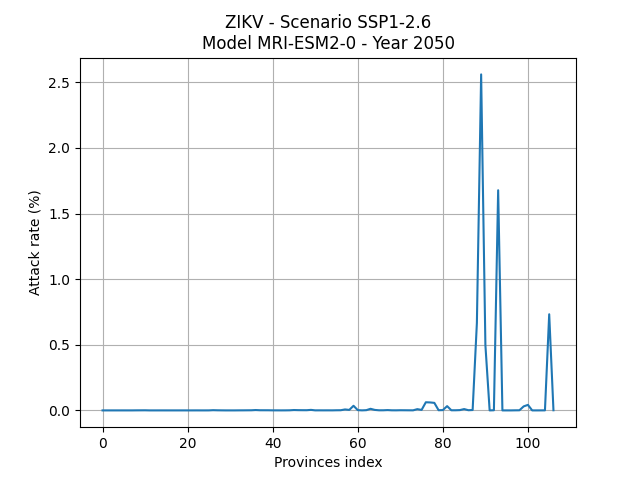 ZIKV - Scenario SSP1-2.6
Model MRI-ESM2-0 - Year 2050
Attack rate (%)
2.5
2.0
1.5
1.0
0.5
0.0
0 20 40 60 80 100
Provinces index